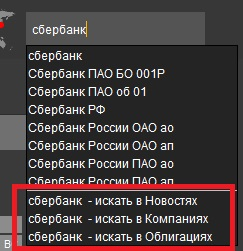 сбербанк
сбербанк
Сбербанк ПАО БО 001Р
Сбербанк ПАО об 01
Сбербанк РФ
Сбербанк России ОАО ао
Сбербанк России ОАО ап
Сбербанк России ПАО ао
Сбербанк России ПАО ап
сбербанк - искать в Новостях
сбербанк - искать в Компаниях
сбербанк - искать в Облигациях